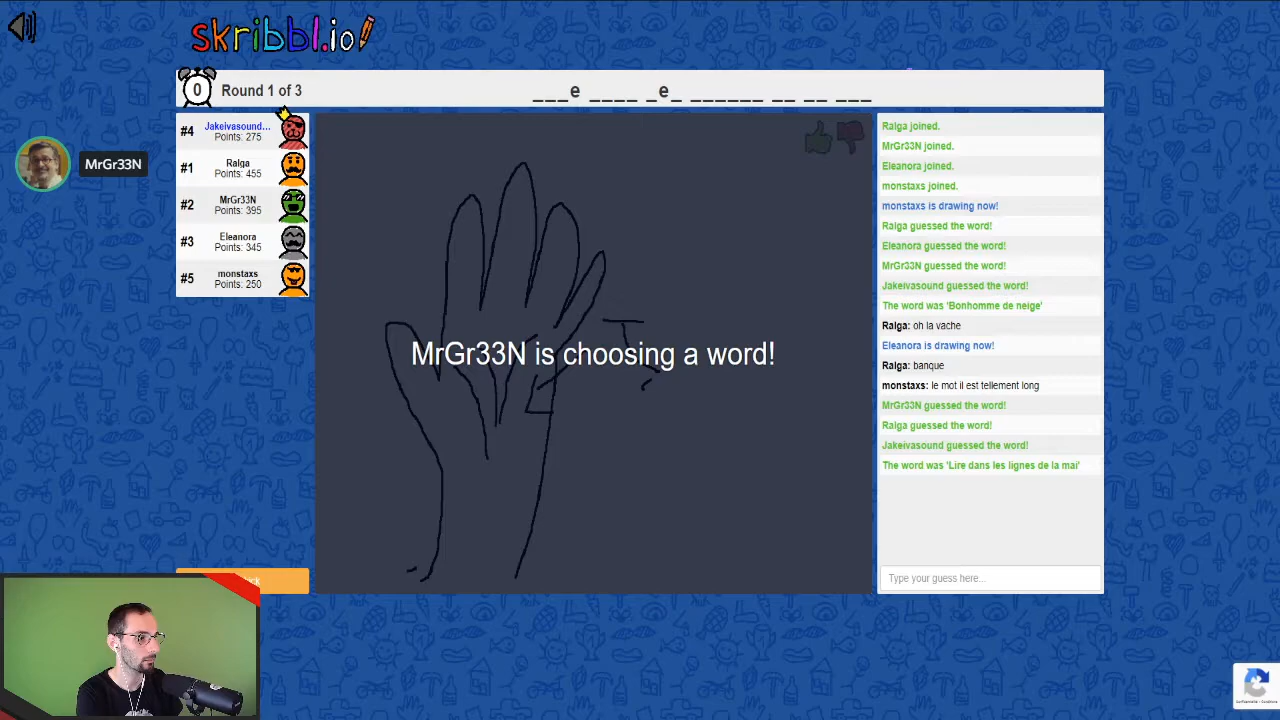 skribbl.io
0
Round 1 of 3
___e ____ _e_ ______ __ __ ___
#4 Jakeivasound...
Points: 275
#1 Ralga
Points: 455
#2 MrGr33N
Points: 395
#3 Eleanora
Points: 345
#5 monstaxs
Points: 250
MrGr33N
MrGr33N is choosing a word!
Ralga joined.
MrGr33N joined.
Eleanora joined.
monstaxs joined.
monstaxs is drawing now!
Ralga guessed the word!
Eleanora guessed the word!
MrGr33N guessed the word!
Jakeivasound guessed the word!
The word was 'Bonhomme de neige'
Ralga: oh la vache
Eleanora is drawing now!
Ralga: banque
monstaxs: le mot il est tellement long
MrGr33N guessed the word!
Ralga guessed the word!
Jakeivasound guessed the word!
The word was 'Lire dans les lignes de la mai'
Type your guess here...